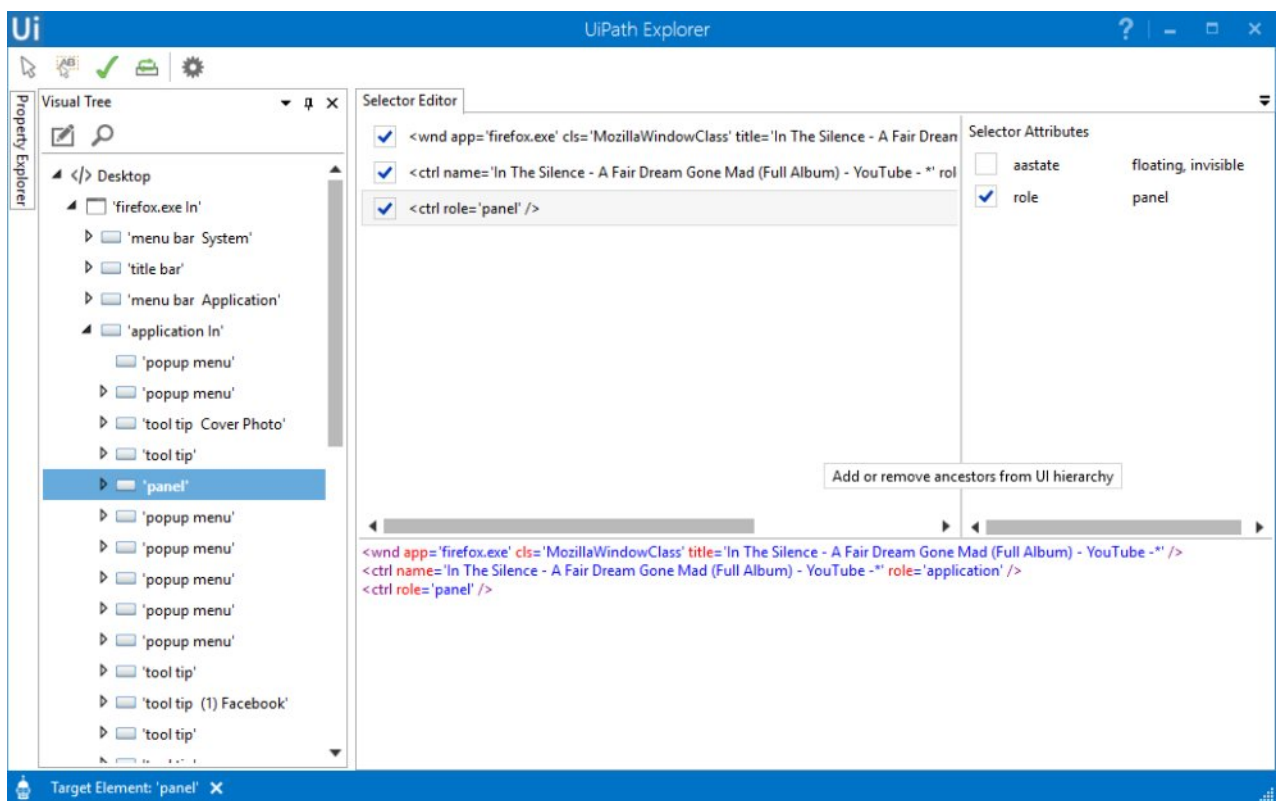 Ui
UiPath Explorer
?
AB
Property Explorer
Visual Tree
</> Desktop
'firefox.exe In'
'menu bar System'
'title bar'
'menu bar Application'
'application In'
'popup menu'
'popup menu'
'tool tip Cover Photo'
'tool tip'
'panel'
'popup menu'
'popup menu'
'popup menu'
'popup menu'
'popup menu'
'tool tip'
'tool tip (1) Facebook'
'tool tip'
Selector Editor
<wnd app='firefox.exe' cls='MozillaWindowClass' title='In The Silence - A Fair Dream
<ctrl name='In The Silence - A Fair Dream Gone Mad (Full Album) - YouTube - *' rol
<ctrl role='panel' />
Selector Attributes
aastate floating, invisible
role panel
Add or remove ancestors from UI hierarchy
<wnd app='firefox.exe' cls='MozillaWindowClass' title='In The Silence - A Fair Dream Gone Mad (Full Album) - YouTube -*' />
<ctrl name='In The Silence - A Fair Dream Gone Mad (Full Album) - YouTube -*' role='application' />
<ctrl role='panel' />
Target Element: 'panel'